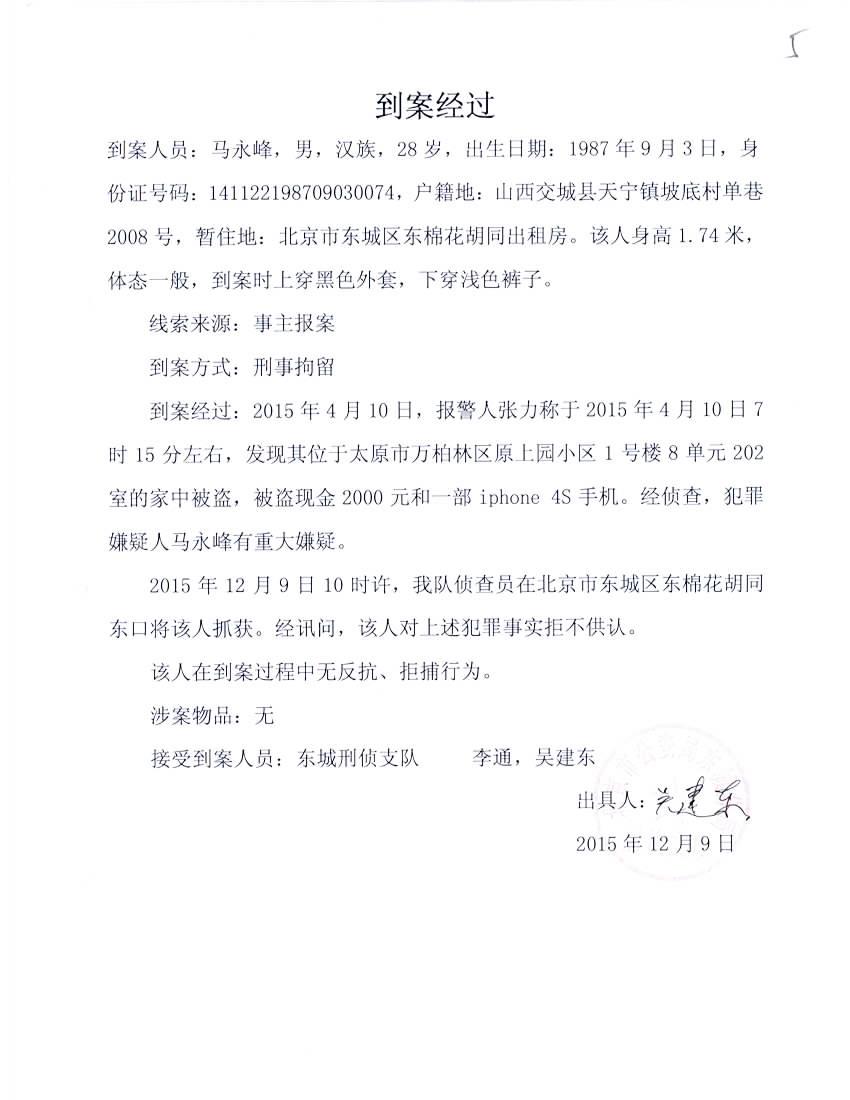 5
到案经过
到案人员：马永峰，男，汉族，28岁，出生日期：1987年9月3日，身
份证号码：141122198709030074，户籍地：山西交城县天宁镇坡底村单巷
2008号，暂住地：北京市东城区东棉花胡同出租房。该人身高1.74米，
体态一般，到案时上穿黑色外套，下穿浅色裤子。
线索来源：事主报案
到案方式：刑事拘留
到案经过：2015年4月10日，报警人张力称于2015年4月10日7
时15分左右，发现其位于太原市万柏林区原上园小区1号楼8单元202
室的家中被盗，被盗现金2000元和一部iphone 4S手机。经侦查，犯罪
嫌疑人马永峰有重大嫌疑。
2015年12月9日10时许，我队侦查员在北京市东城区东棉花胡同
东口将该人抓获。经讯问，该人对上述犯罪事实拒不供认。
该人在到案过程中无反抗、拒捕行为。
涉案物品：无
接受到案人员：东城刑侦支队 李通，吴建东
出具人：吴建东
2015年12月9日